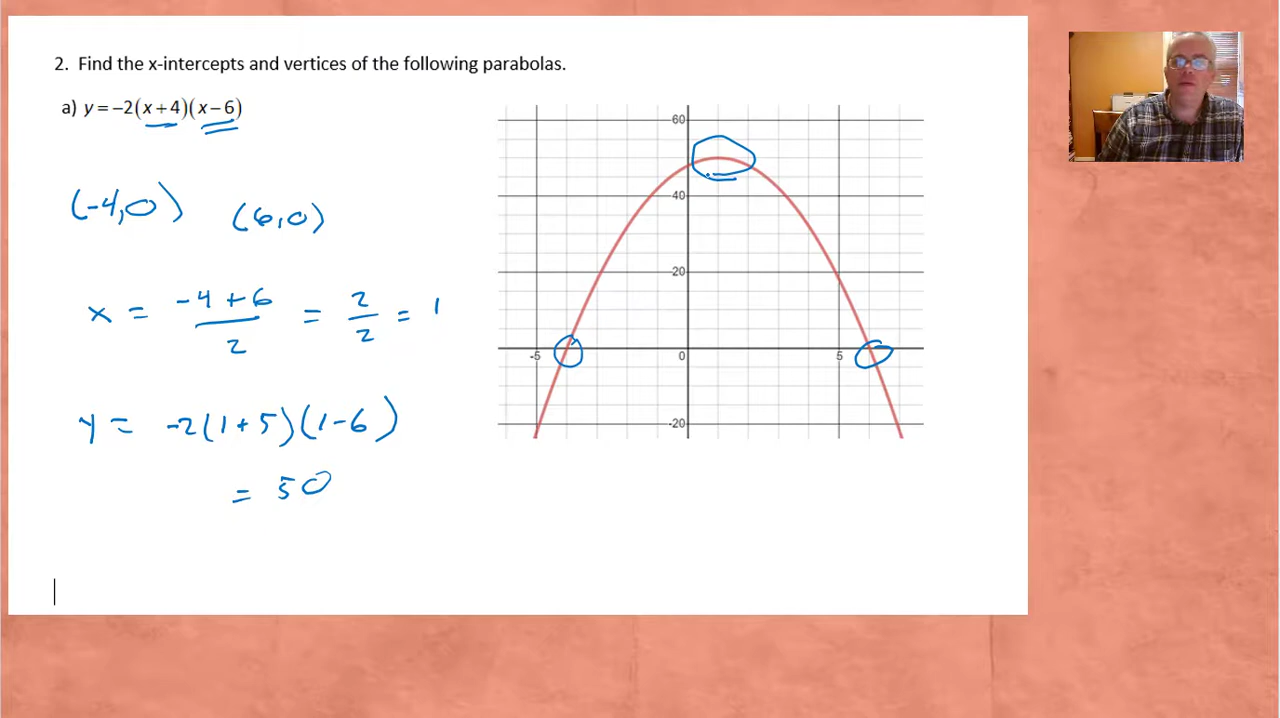 2. Find the x-intercepts and vertices of the following parabolas.
a) y=-2(x+4)(x-6)
(-4,0) (6,0)
x = -4+6/2 = 2/2 = 1
y = -2(1+5)(1-6)
= 50
60
40
20
-5 0 5
-20